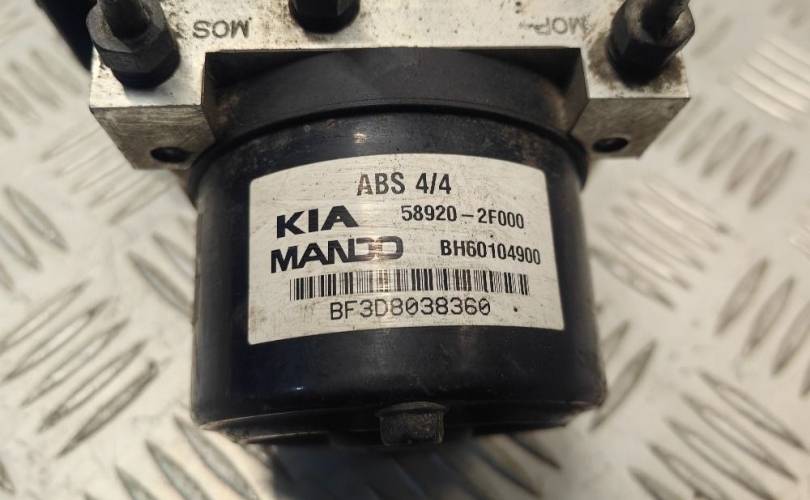 MOS MOP
ABS 4/4
KIA 58920-2F000
MANDO BH60104900
BF3D8038360